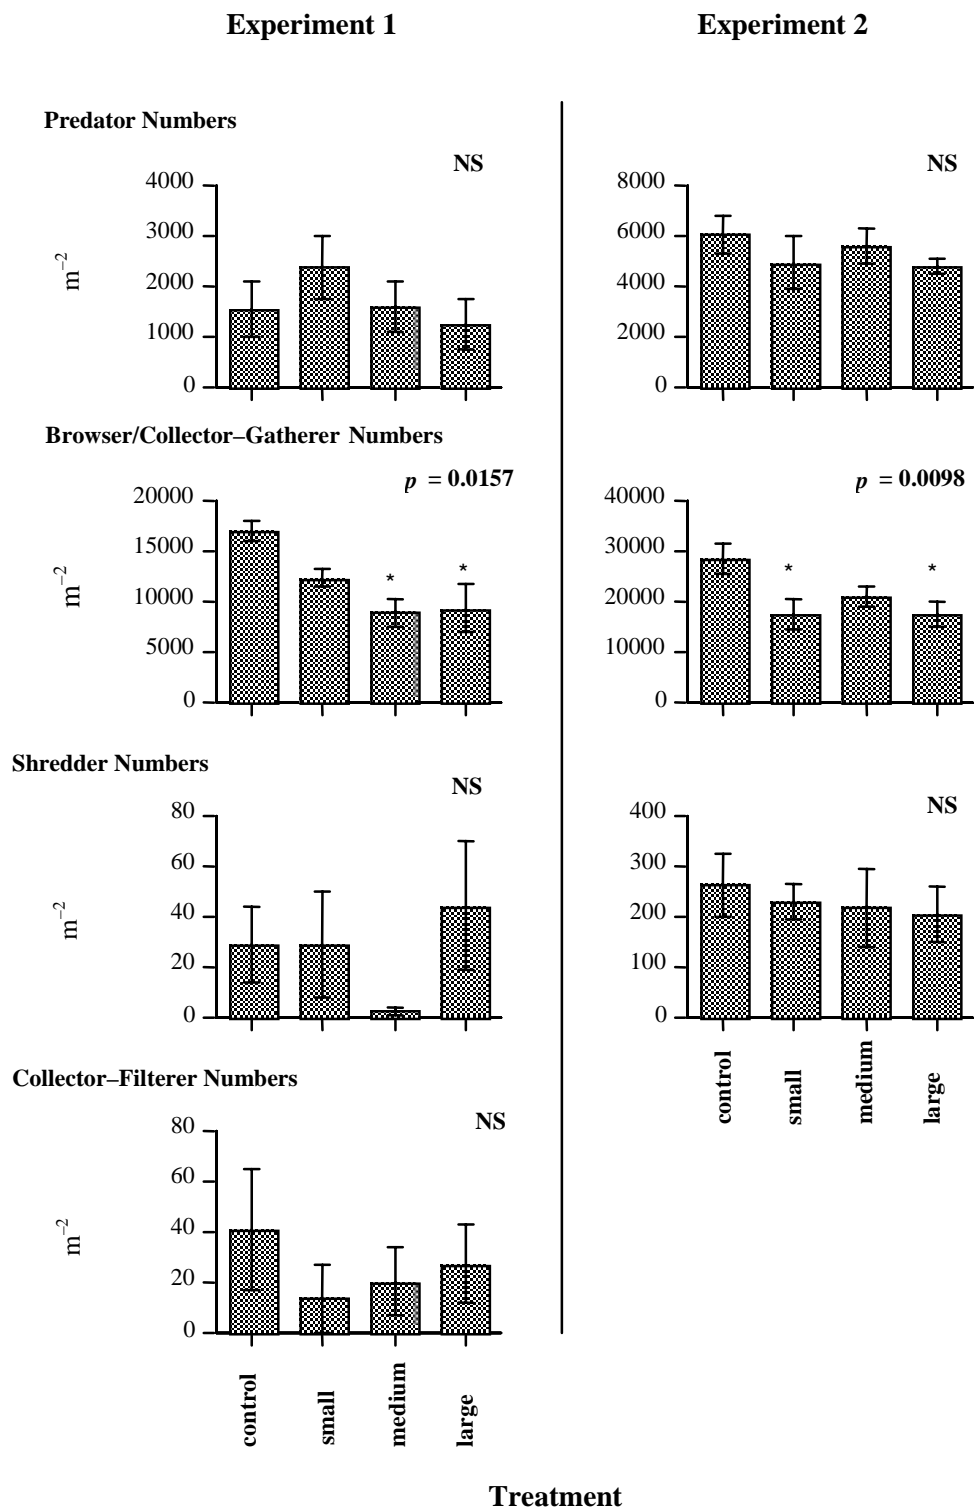 Experiment 1
Experiment 2
Predator Numbers
NS
4000
3000
2000
1000
0
m−2
NS
8000
6000
4000
2000
0
Browser/Collector–Gatherer Numbers
p = 0.0157
20000
15000
10000
5000
0
m−2
* *
p = 0.0098
40000
30000
20000
10000
0
* *
Shredder Numbers
NS
80
60
40
20
0
m−2
NS
400
300
200
100
0
control
small
medium
large
Collector–Filterer Numbers
NS
80
60
40
20
0
m−2
control
small
medium
large
Treatment